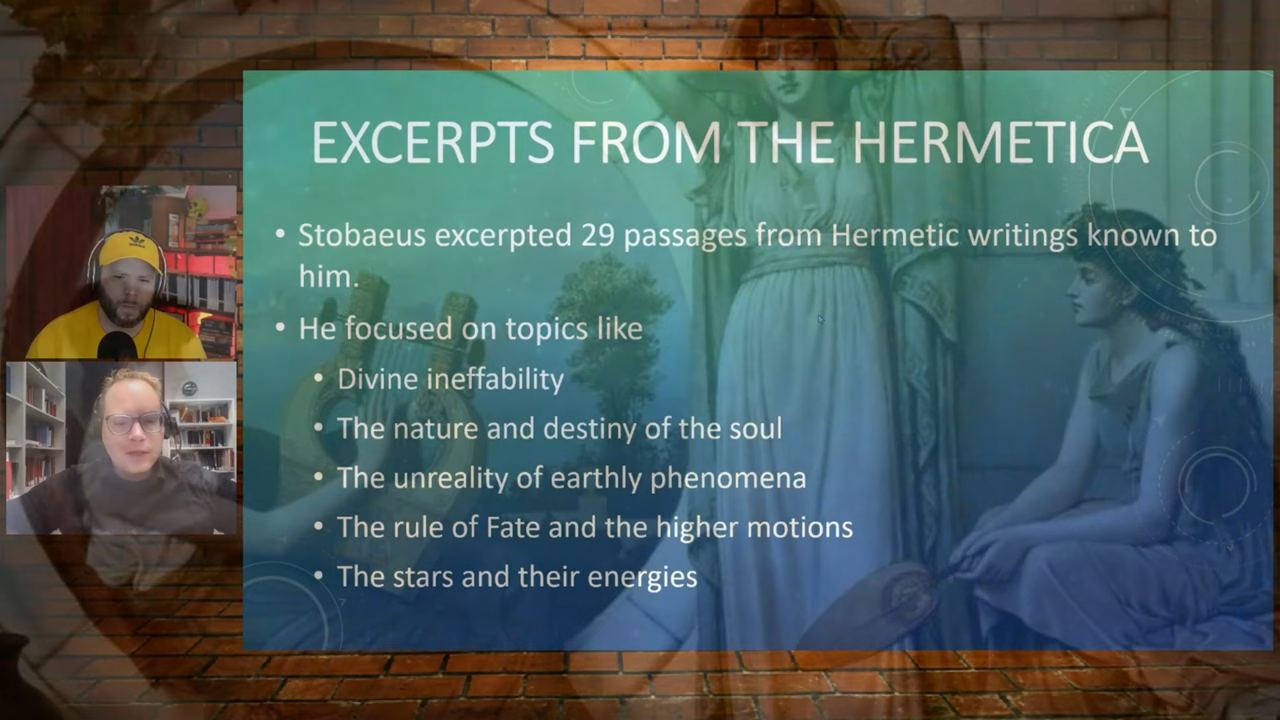 EXCERPTS FROM THE HERMETICA
• Stobaeus excerpted 29 passages from Hermetic writings known to
him.
• He focused on topics like
• Divine ineffability
• The nature and destiny of the soul
• The unreality of earthly phenomena
• The rule of Fate and the higher motions
• The stars and their energies